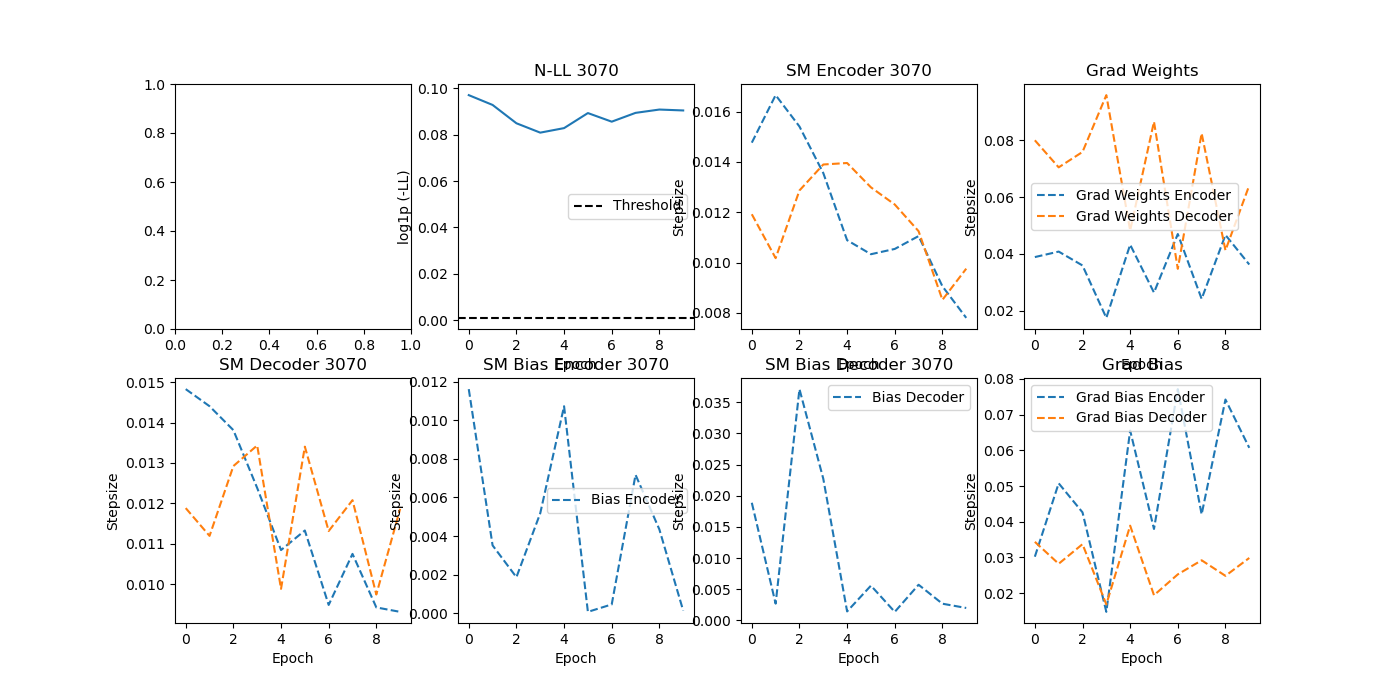 N-LL 3070
SM Encoder 3070
Grad Weights
1.0
0.8
0.6
0.4
0.2
0.0
0.0 0.2 0.4 0.6 0.8 1.0
log1p (-LL)
0.10
0.08
0.06
0.04
0.02
0.00
Threshold
0 2 4 6 8
Epoch
Stepsize
0.016
0.014
0.012
0.010
0.008
0 2 4 6 8
Epoch
Stepsize
0.08
0.06
0.04
0.02
Grad Weights Encoder
Grad Weights Decoder
0 2 4 6 8
Epoch
SM Decoder 3070
SM Bias Encoder 3070
SM Bias Decoder 3070
Grad Bias
Stepsize
0.015
0.014
0.013
0.012
0.011
0.010
0 2 4 6 8
Epoch
Stepsize
0.012
0.010
0.008
0.006
0.004
0.002
0.000
Bias Encoder
0 2 4 6 8
Epoch
Stepsize
0.035
0.030
0.025
0.020
0.015
0.010
0.005
0.000
Bias Decoder
0 2 4 6 8
Epoch
Stepsize
0.08
0.07
0.06
0.05
0.04
0.03
0.02
Grad Bias Encoder
Grad Bias Decoder
0 2 4 6 8
Epoch